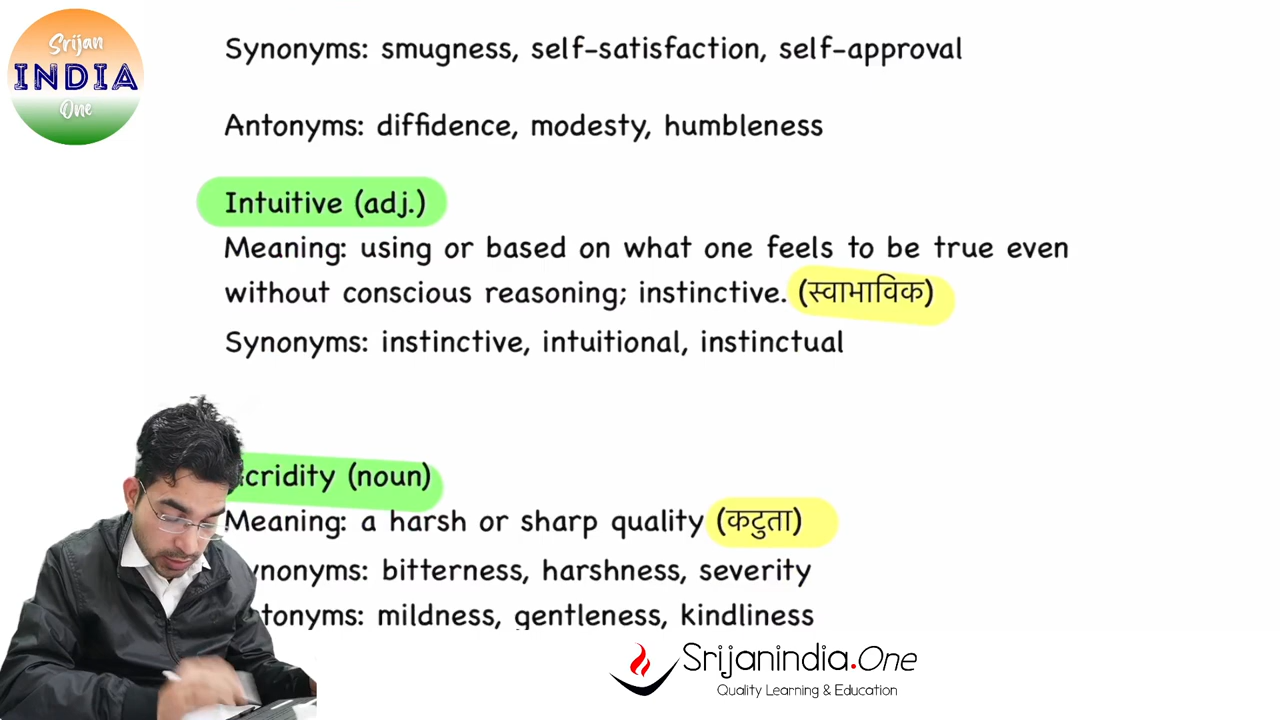 Srijan
INDIA
One
Synonyms: smugness, self-satisfaction, self-approval
Antonyms: diffidence, modesty, humbleness
Intuitive (adj.)
Meaning: using or based on what one feels to be true even
without conscious reasoning; instinctive. (स्वाभाविक)
Synonyms: instinctive, intuitional, instinctual
cridity (noun)
Meaning: a harsh or sharp quality (कटुता)
ynonyms: bitterness, harshness, severity
tonyms: mildness, gentleness, kindliness
Srijanindia.One
Quality Learning & Education